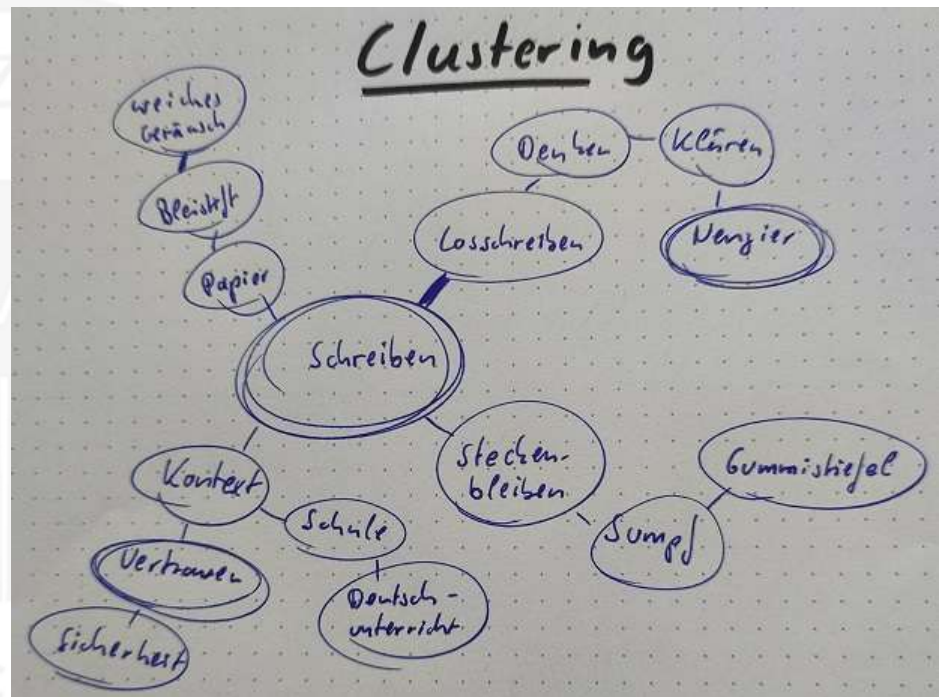 Clustering
weiches
Geräusch
Bleistift
Papier
Denken
Klären
Losschreiben
Neugier
Schreiben
Stecken-
bleiben
Gummistiefel
Sumpf
Kontext
Schule
Vertrauen
Deutsch-
unterricht
Sicherheit